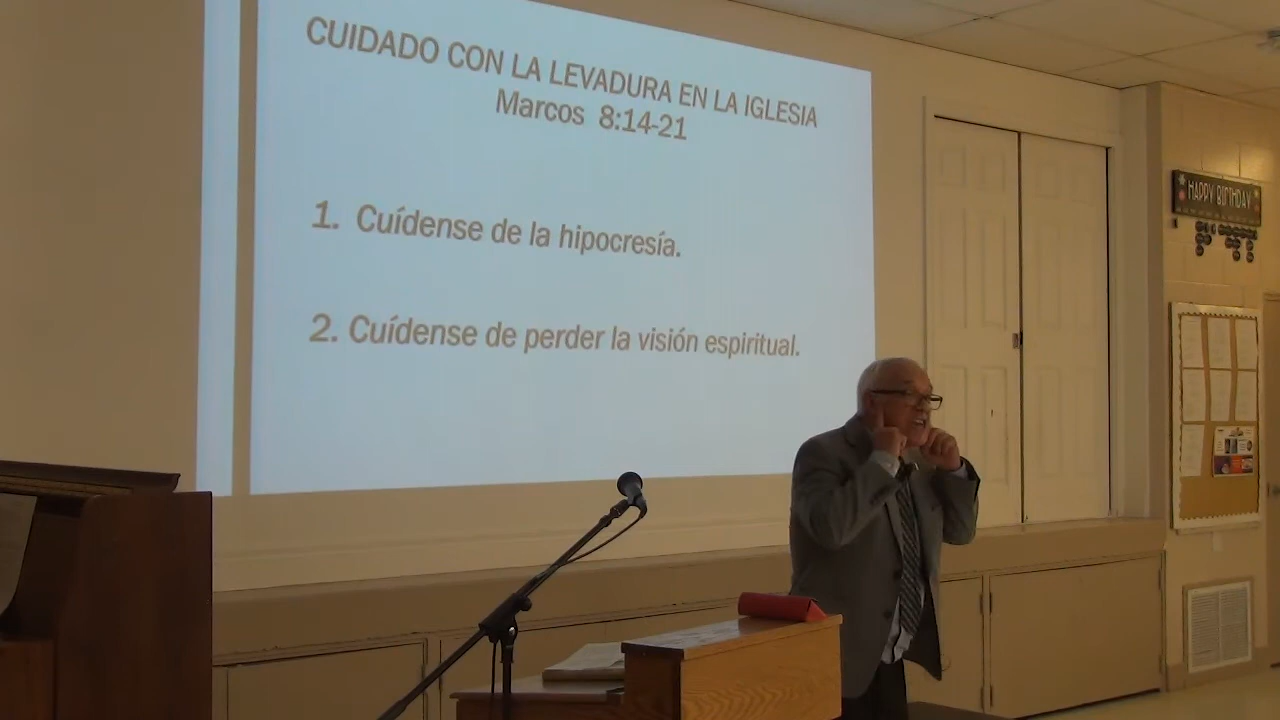 CUIDADO CON LA LEVADURA EN LA IGLESIA
Marcos 8:14-21
1. Cuídense de la hipocresía.
2. Cuídense de perder la visión espiritual.
HAPPY BIRTHDAY